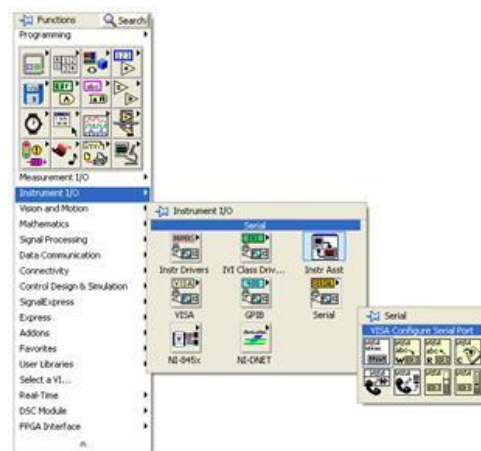 Functions
Search
Programming
Measurement I/O
Instrument I/O
Vision and Motion
Mathematics
Signal Processing
Data Communication
Connectivity
Control Design & Simulation
SignalExpress
Express
Addons
Favorites
User Libraries
Select a VI...
Real-Time
DSC Module
FPGA Interface
Instrument I/O
Serial
Instr Drivers
IVI Class Driv...
Instr Asst
VISA
GPIB
Serial
NI-845x
NI-DNET
Serial
VISA Configure Serial Port